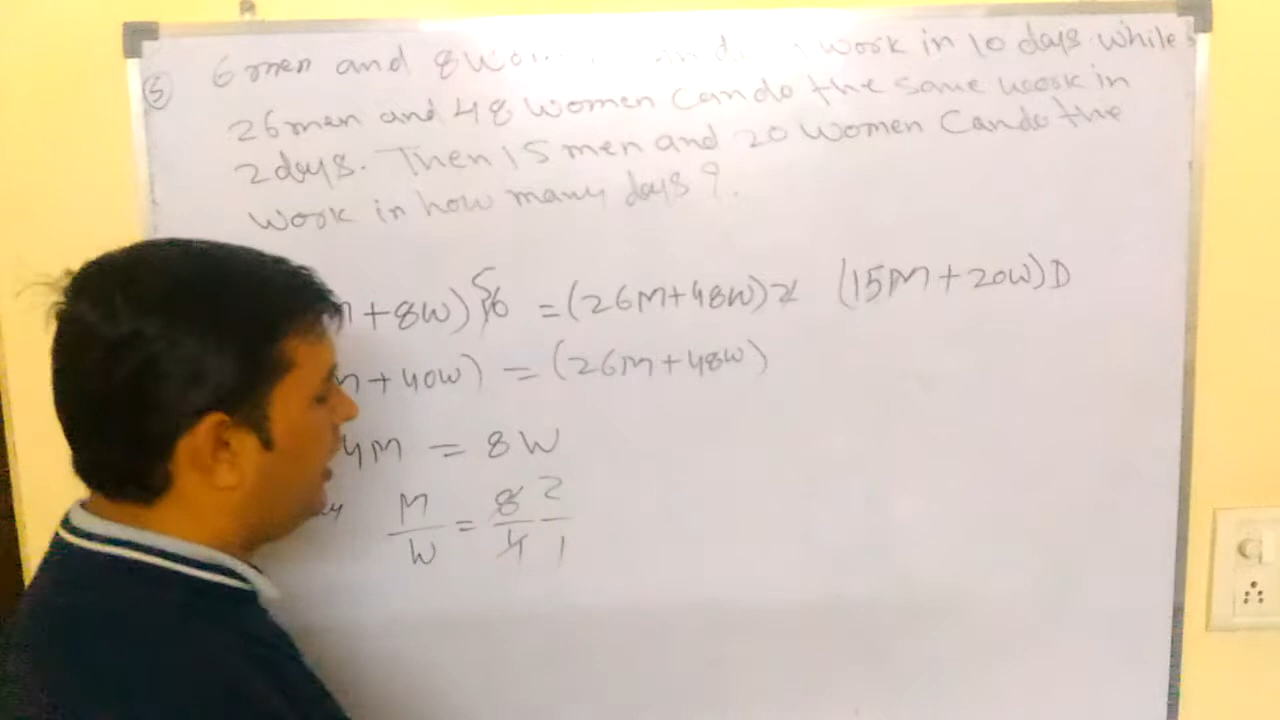 5 6 men and 8 wo work in 10 days while
26 men and 48 women can do the same work in
2 days. Then 15 men and 20 women can do the
work in how many days ?.
m + 8W) 5 10 = (26M + 48W) 2 (15M + 20W) D
m + 40W) = (26M + 48W)
4M = 8W
M/W = 8/4 2/1